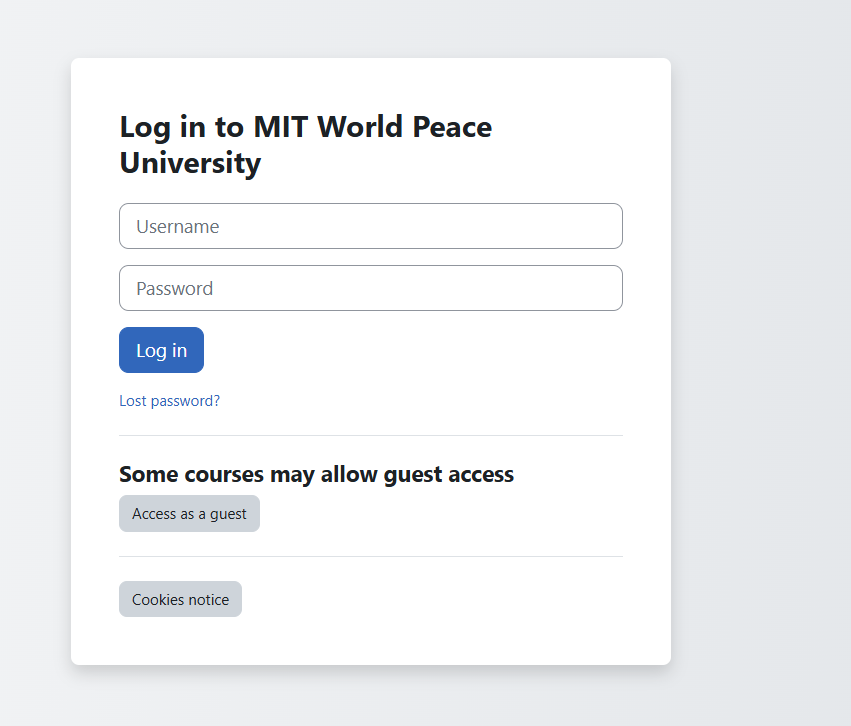 Log in to MIT World Peace
University
Username
Password
Log in
Lost password?
Some courses may allow guest access
Access as a guest
Cookies notice